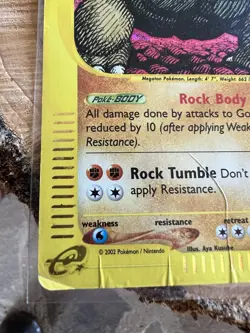 Megaton Pokémon, Length: 4' 7", Weight: 662
Poké-BODY Rock Body
All damage done by attacks to Go
reduced by 10 (after applying Weak
Resistance).
Rock Tumble Don't
apply Resistance.
weakness resistance retreat
Illus. Aya Kusube
e
© 2002 Pokémon / Nintendo